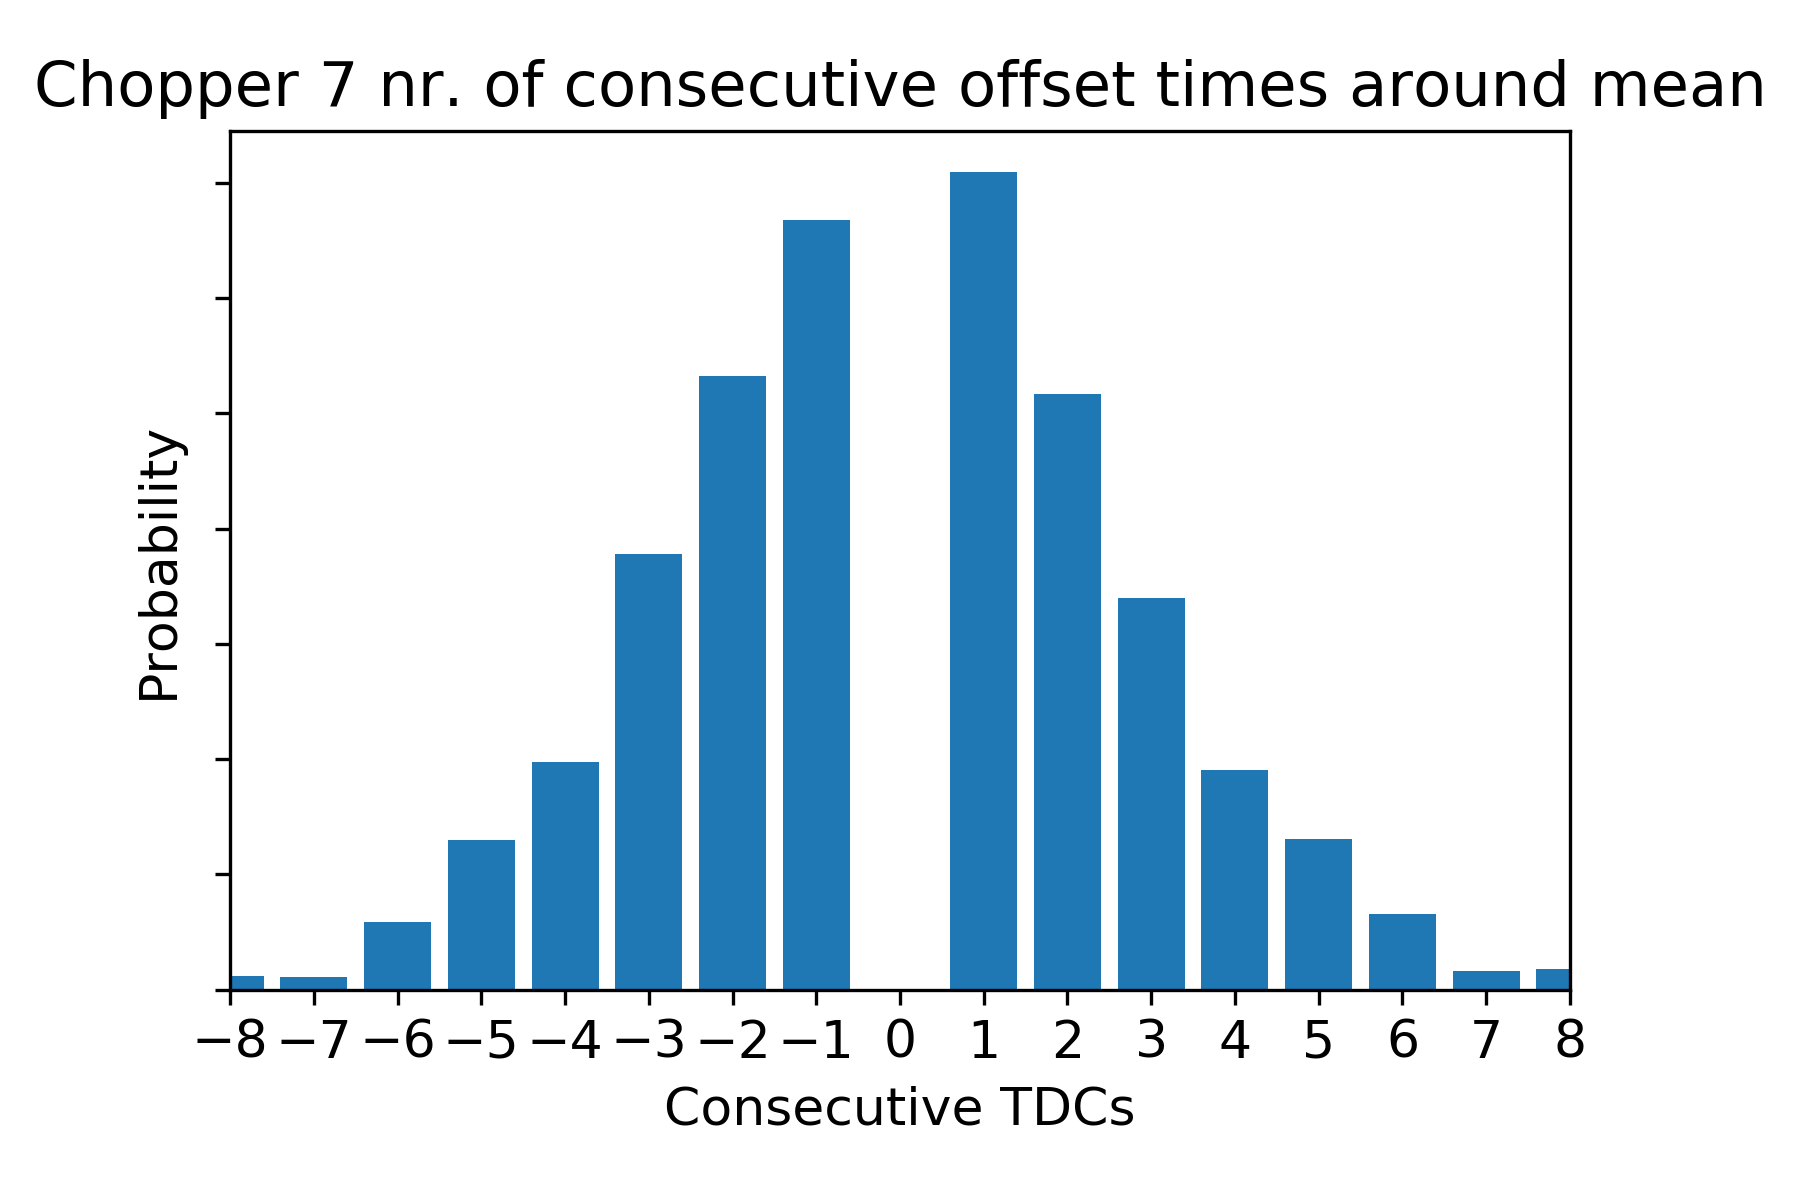 Chopper 7 nr. of consecutive offset times around mean
Probability
−8 −7 −6 −5 −4 −3 −2 −1 0 1 2 3 4 5 6 7 8
Consecutive TDCs